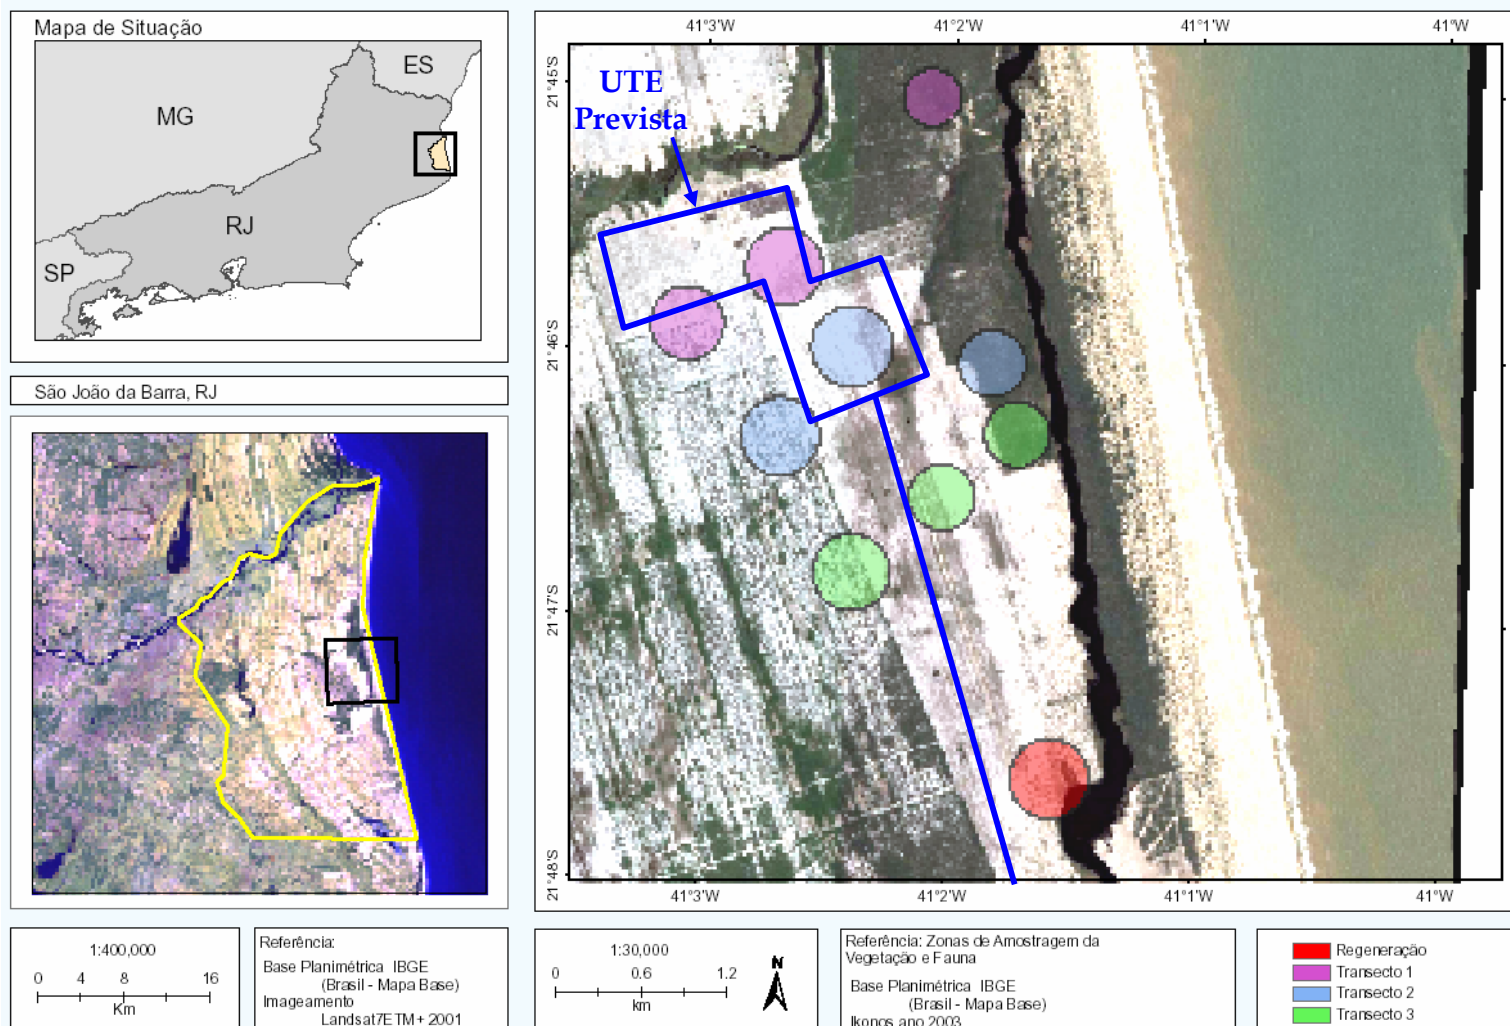 Mapa de Situação
ES
MG
RJ
SP
São João da Barra, RJ
1:400,000
0 4 8 16
Km
Referência:
Base Planimétrica IBGE
(Brasil - Mapa Base)
Imageamento
Landsat7ETM+ 2001
41°3'W 41°2'W 41°1'W 41°W
21°45'S
21°46'S
21°47'S
21°48'S
UTE
Prevista
41°3'W 41°2'W 41°1'W 41°W
1:30,000
0 0.6 1.2
km
N
Referência: Zonas de Amostragem da
Vegetação e Fauna
Base Planimétrica IBGE
(Brasil - Mapa Base)
Ikonos ano 2003
Regeneração
Transecto 1
Transecto 2
Transecto 3